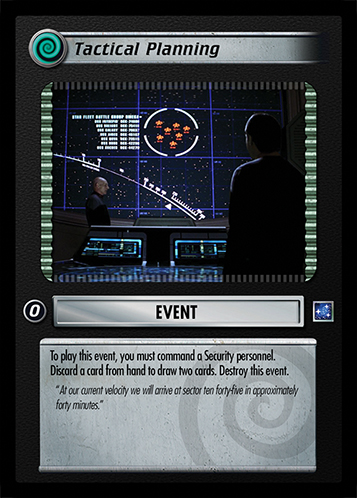 Tactical Planning
STAR FLEET BATTLE GROUP OMEGA
0
EVENT
To play this event, you must command a Security personnel.
Discard a card from hand to draw two cards. Destroy this event.
"At our current velocity we will arrive at sector ten forty-five in approximately
forty minutes."